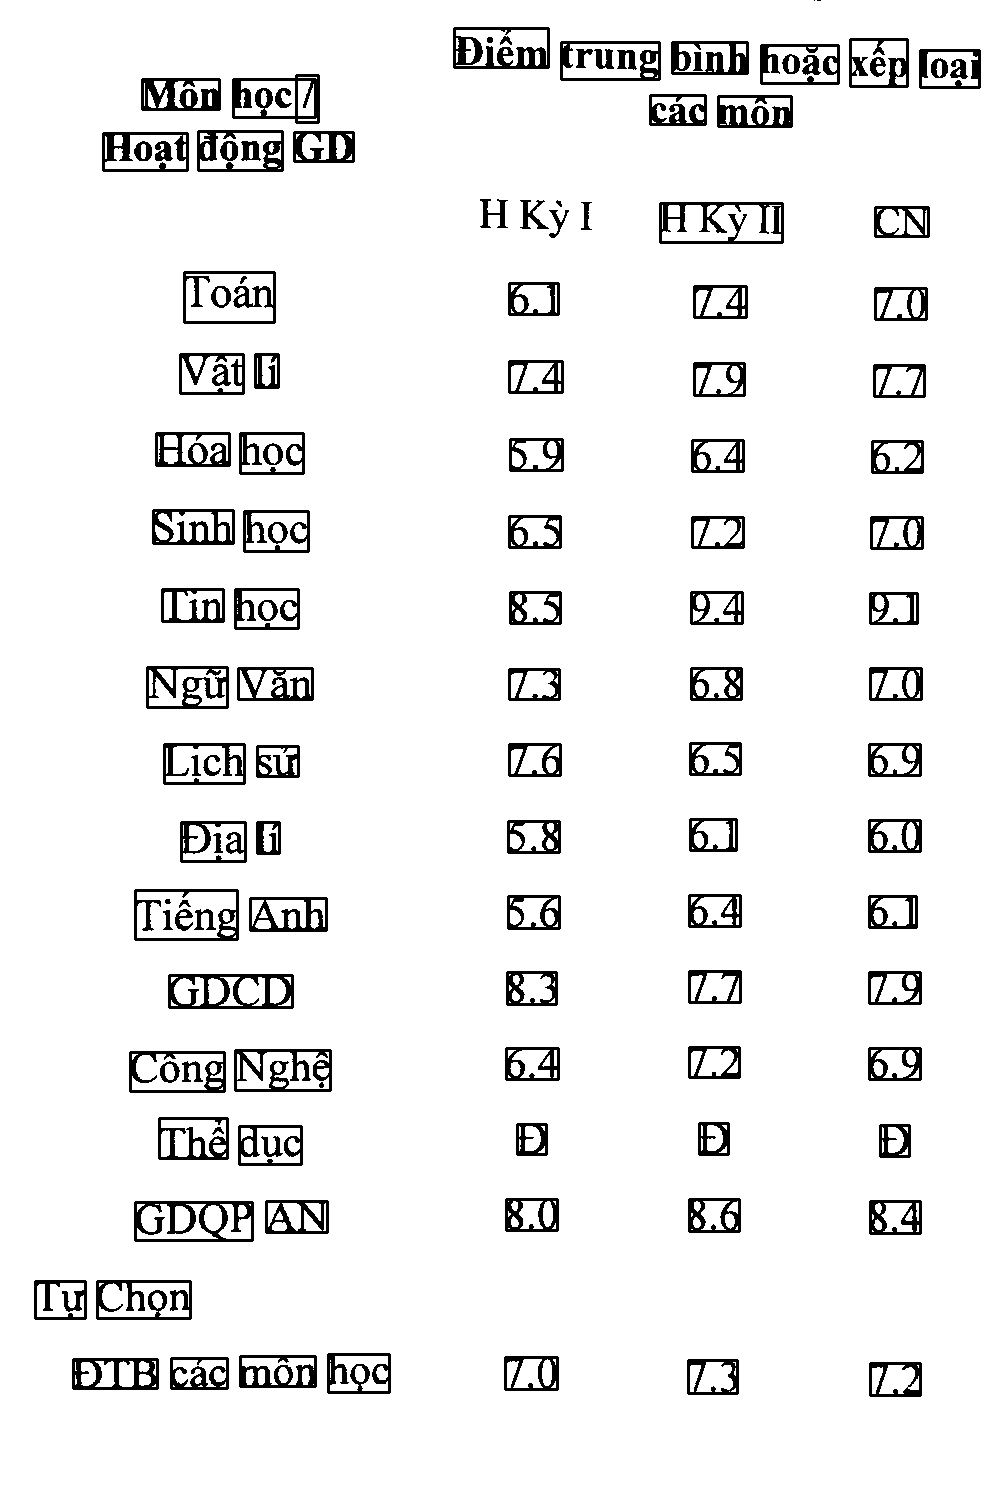 Điểm trung bình hoặc xếp loại
các môn
Môn học /
Hoạt động GD
H Kỳ I H Kỳ II CN
Toán 6.1 7.4 7.0
Vật lí 7.4 7.9 7.7
Hóa học 5.9 6.4 6.2
Sinh học 6.5 7.2 7.0
Tin học 8.5 9.4 9.1
Ngữ Văn 7.3 6.8 7.0
Lịch sử 7.6 6.5 6.9
Địa lí 5.8 6.1 6.0
Tiếng Anh 5.6 6.4 6.1
GDCD 8.3 7.7 7.9
Công Nghệ 6.4 7.2 6.9
Thể dục Đ Đ Đ
GDQP AN 8.0 8.6 8.4
Tự Chọn
ĐTB các môn học 7.0 7.3 7.2